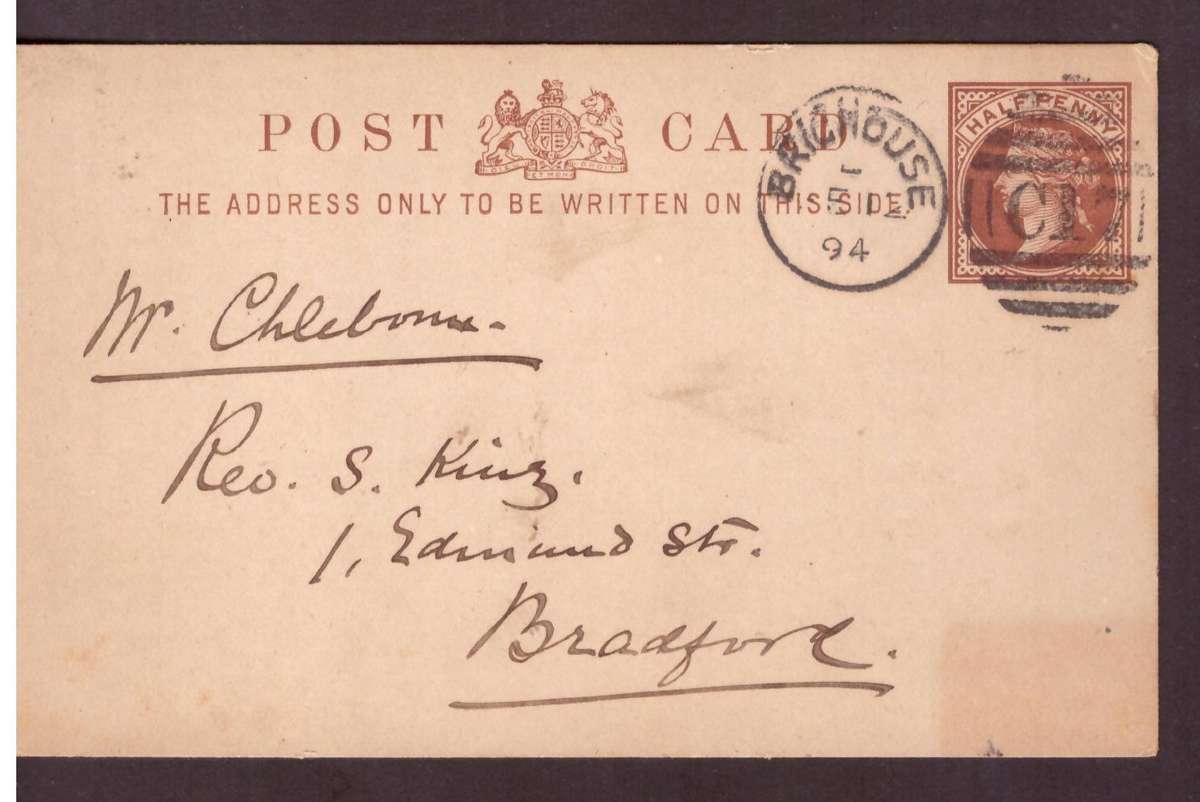 POST CARD
THE ADDRESS ONLY TO BE WRITTEN ON THIS SIDE.
HALFPENNY
BRIGHOUSE
94
C17
Mr.
Rev. S. King.
1, Edmund Str.
Bradford.